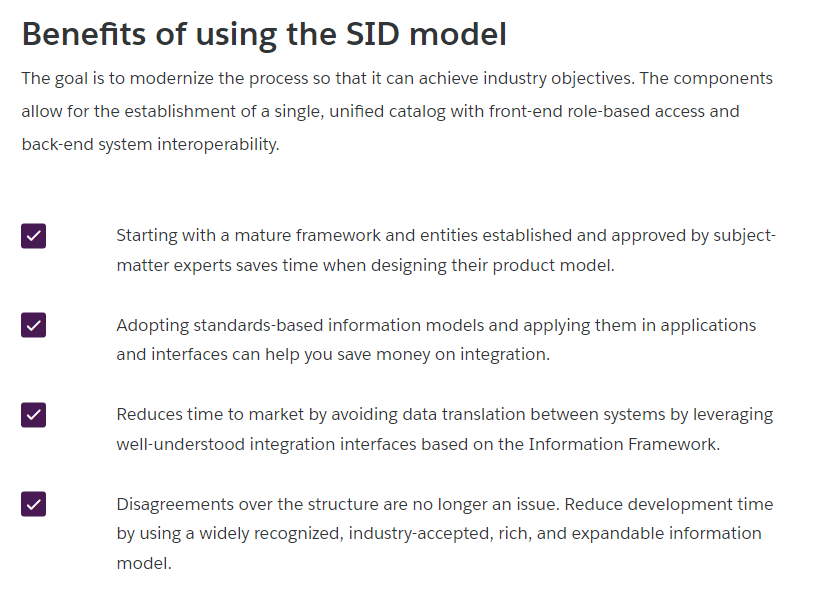 Benefits of using the SID model
The goal is to modernize the process so that it can achieve industry objectives. The components
allow for the establishment of a single, unified catalog with front-end role-based access and
back-end system interoperability.
Starting with a mature framework and entities established and approved by subject-
matter experts saves time when designing their product model.
Adopting standards-based information models and applying them in applications
and interfaces can help you save money on integration.
Reduces time to market by avoiding data translation between systems by leveraging
well-understood integration interfaces based on the Information Framework.
Disagreements over the structure are no longer an issue. Reduce development time
by using a widely recognized, industry-accepted, rich, and expandable information
model.